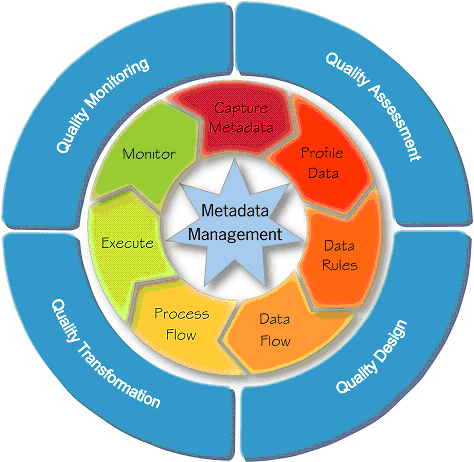 Quality Monitoring
Quality Assessment
Capture
Metadata
Profile
Data
Monitor
Metadata
Management
Execute
Data
Rules
Process
Flow
Data
Flow
Quality Transformation
Quality Design